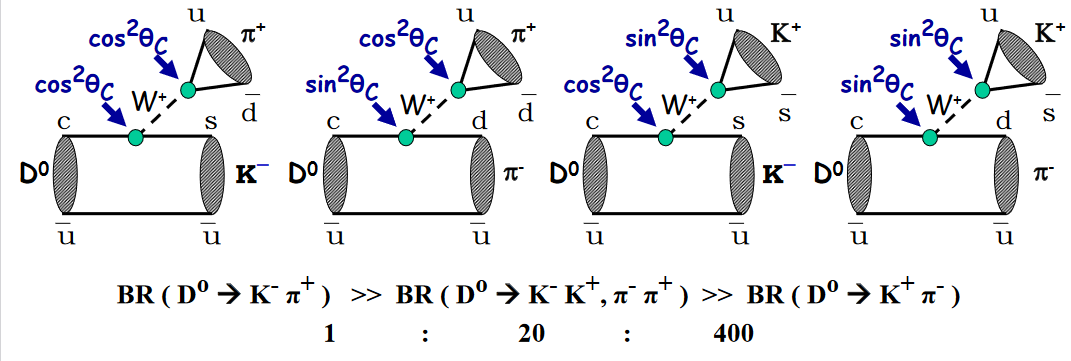 u π⁺ u π⁺ u K⁺ u K⁺
cos²θC cos²θC sin²θC sin²θC
cos²θC W⁺ d̅ sin²θC W⁺ d̅ cos²θC W⁺ s̅ sin²θC W⁺ s̅
c s c d c s c d
D⁰ K⁻ D⁰ π⁻ D⁰ K⁻ D⁰ π⁻
u̅ u̅ u̅ u̅ u̅ u̅ u̅ u̅
BR ( D⁰ → K⁻ π⁺ ) >> BR ( D⁰ → K⁻ K⁺, π⁻ π⁺ ) >> BR ( D⁰ → K⁺ π⁻ )
1 : 20 : 400